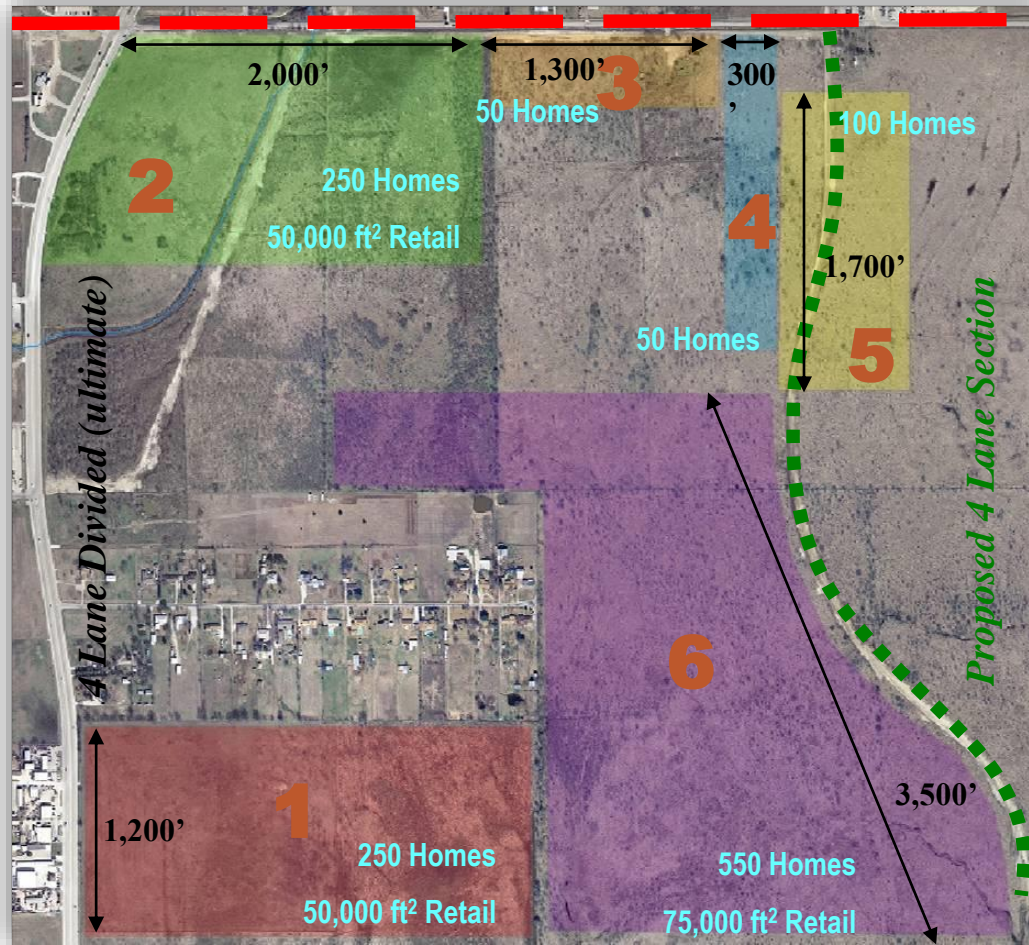 2,000’
1,300’
300
’
3
50 Homes
100 Homes
2
250 Homes
50,000 ft² Retail
4
1,700’
50 Homes
5
4 Lane Divided (ultimate)
Proposed 4 Lane Section
6
1
1,200’
250 Homes
50,000 ft² Retail
3,500’
550 Homes
75,000 ft² Retail